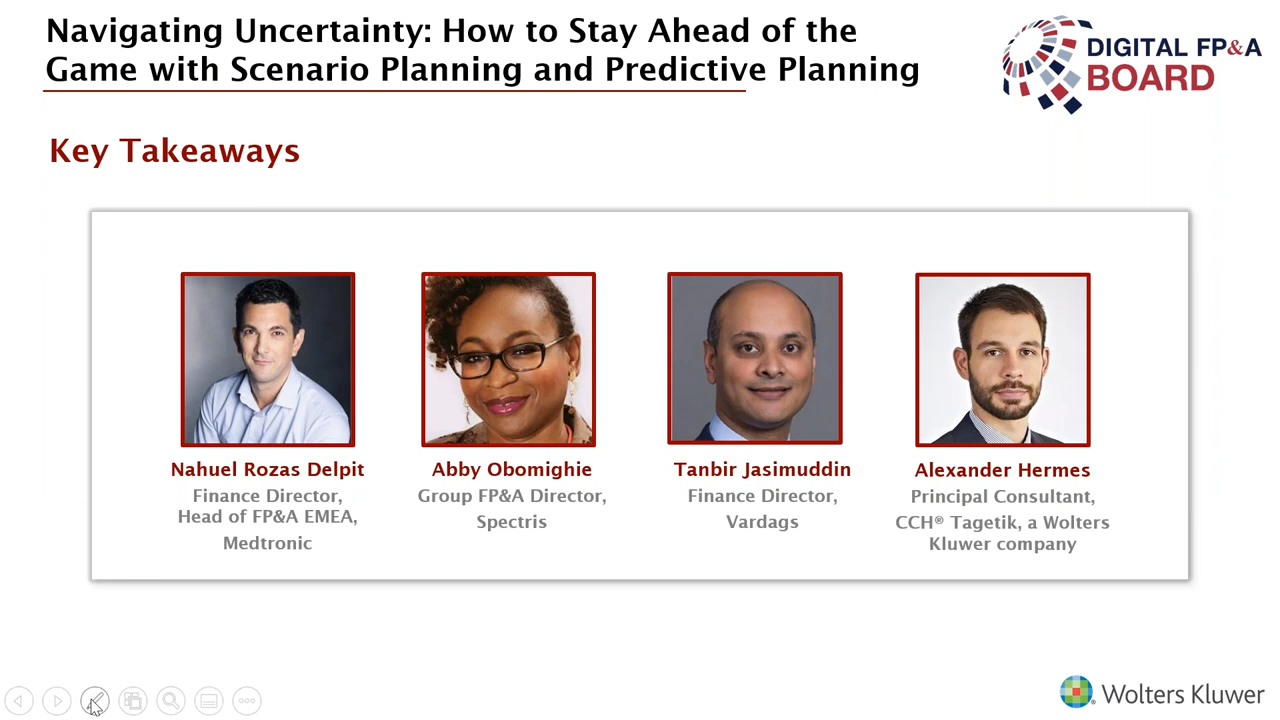 Navigating Uncertainty: How to Stay Ahead of the
Game with Scenario Planning and Predictive Planning
DIGITAL FP&A
BOARD
Key Takeaways
Nahuel Rozas Delpit
Finance Director,
Head of FP&A EMEA,
Medtronic
Abby Obomighie
Group FP&A Director,
Spectris
Tanbir Jasimuddin
Finance Director,
Vardags
Alexander Hermes
Principal Consultant,
CCH® Tagetik, a Wolters
Kluwer company
Wolters Kluwer